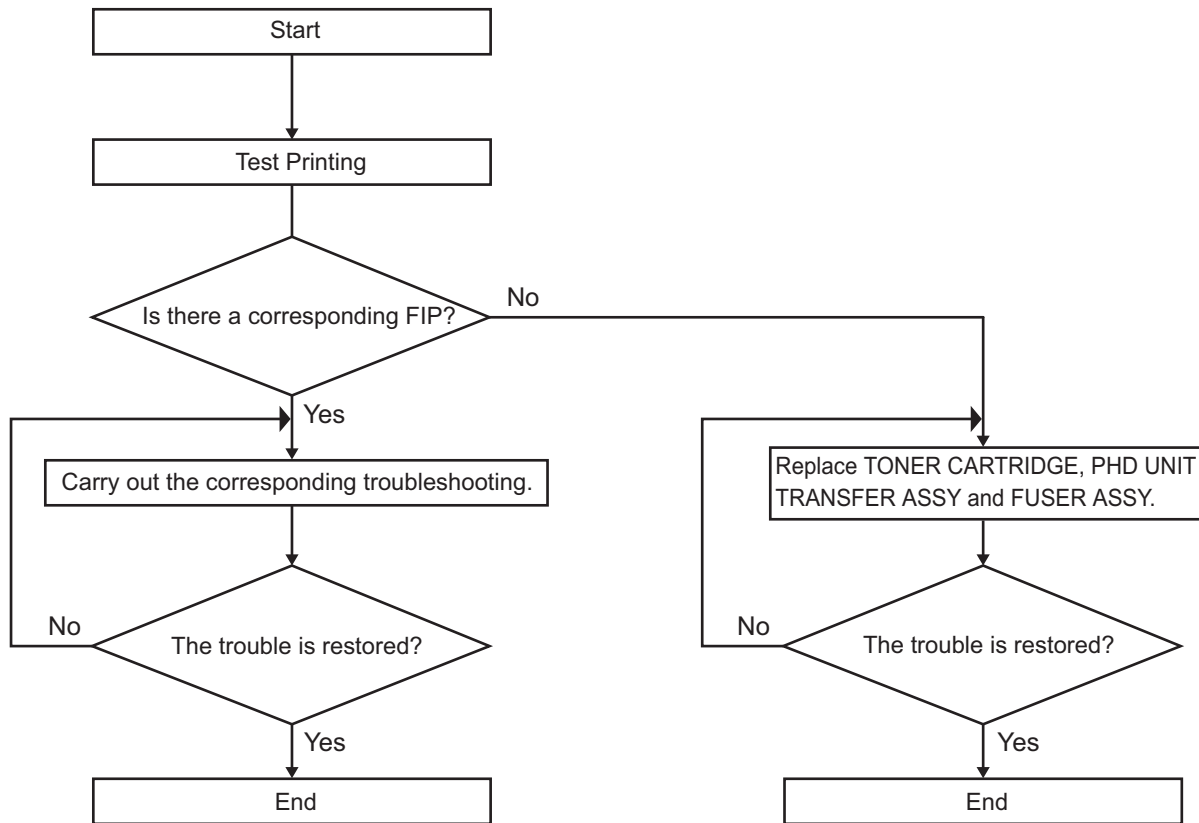 Start
Test Printing
Is there a corresponding FIP?
No
Yes
Carry out the corresponding troubleshooting.
No
The trouble is restored?
Yes
End
Replace TONER CARTRIDGE, PHD UNIT
TRANSFER ASSY and FUSER ASSY.
No
The trouble is restored?
Yes
End